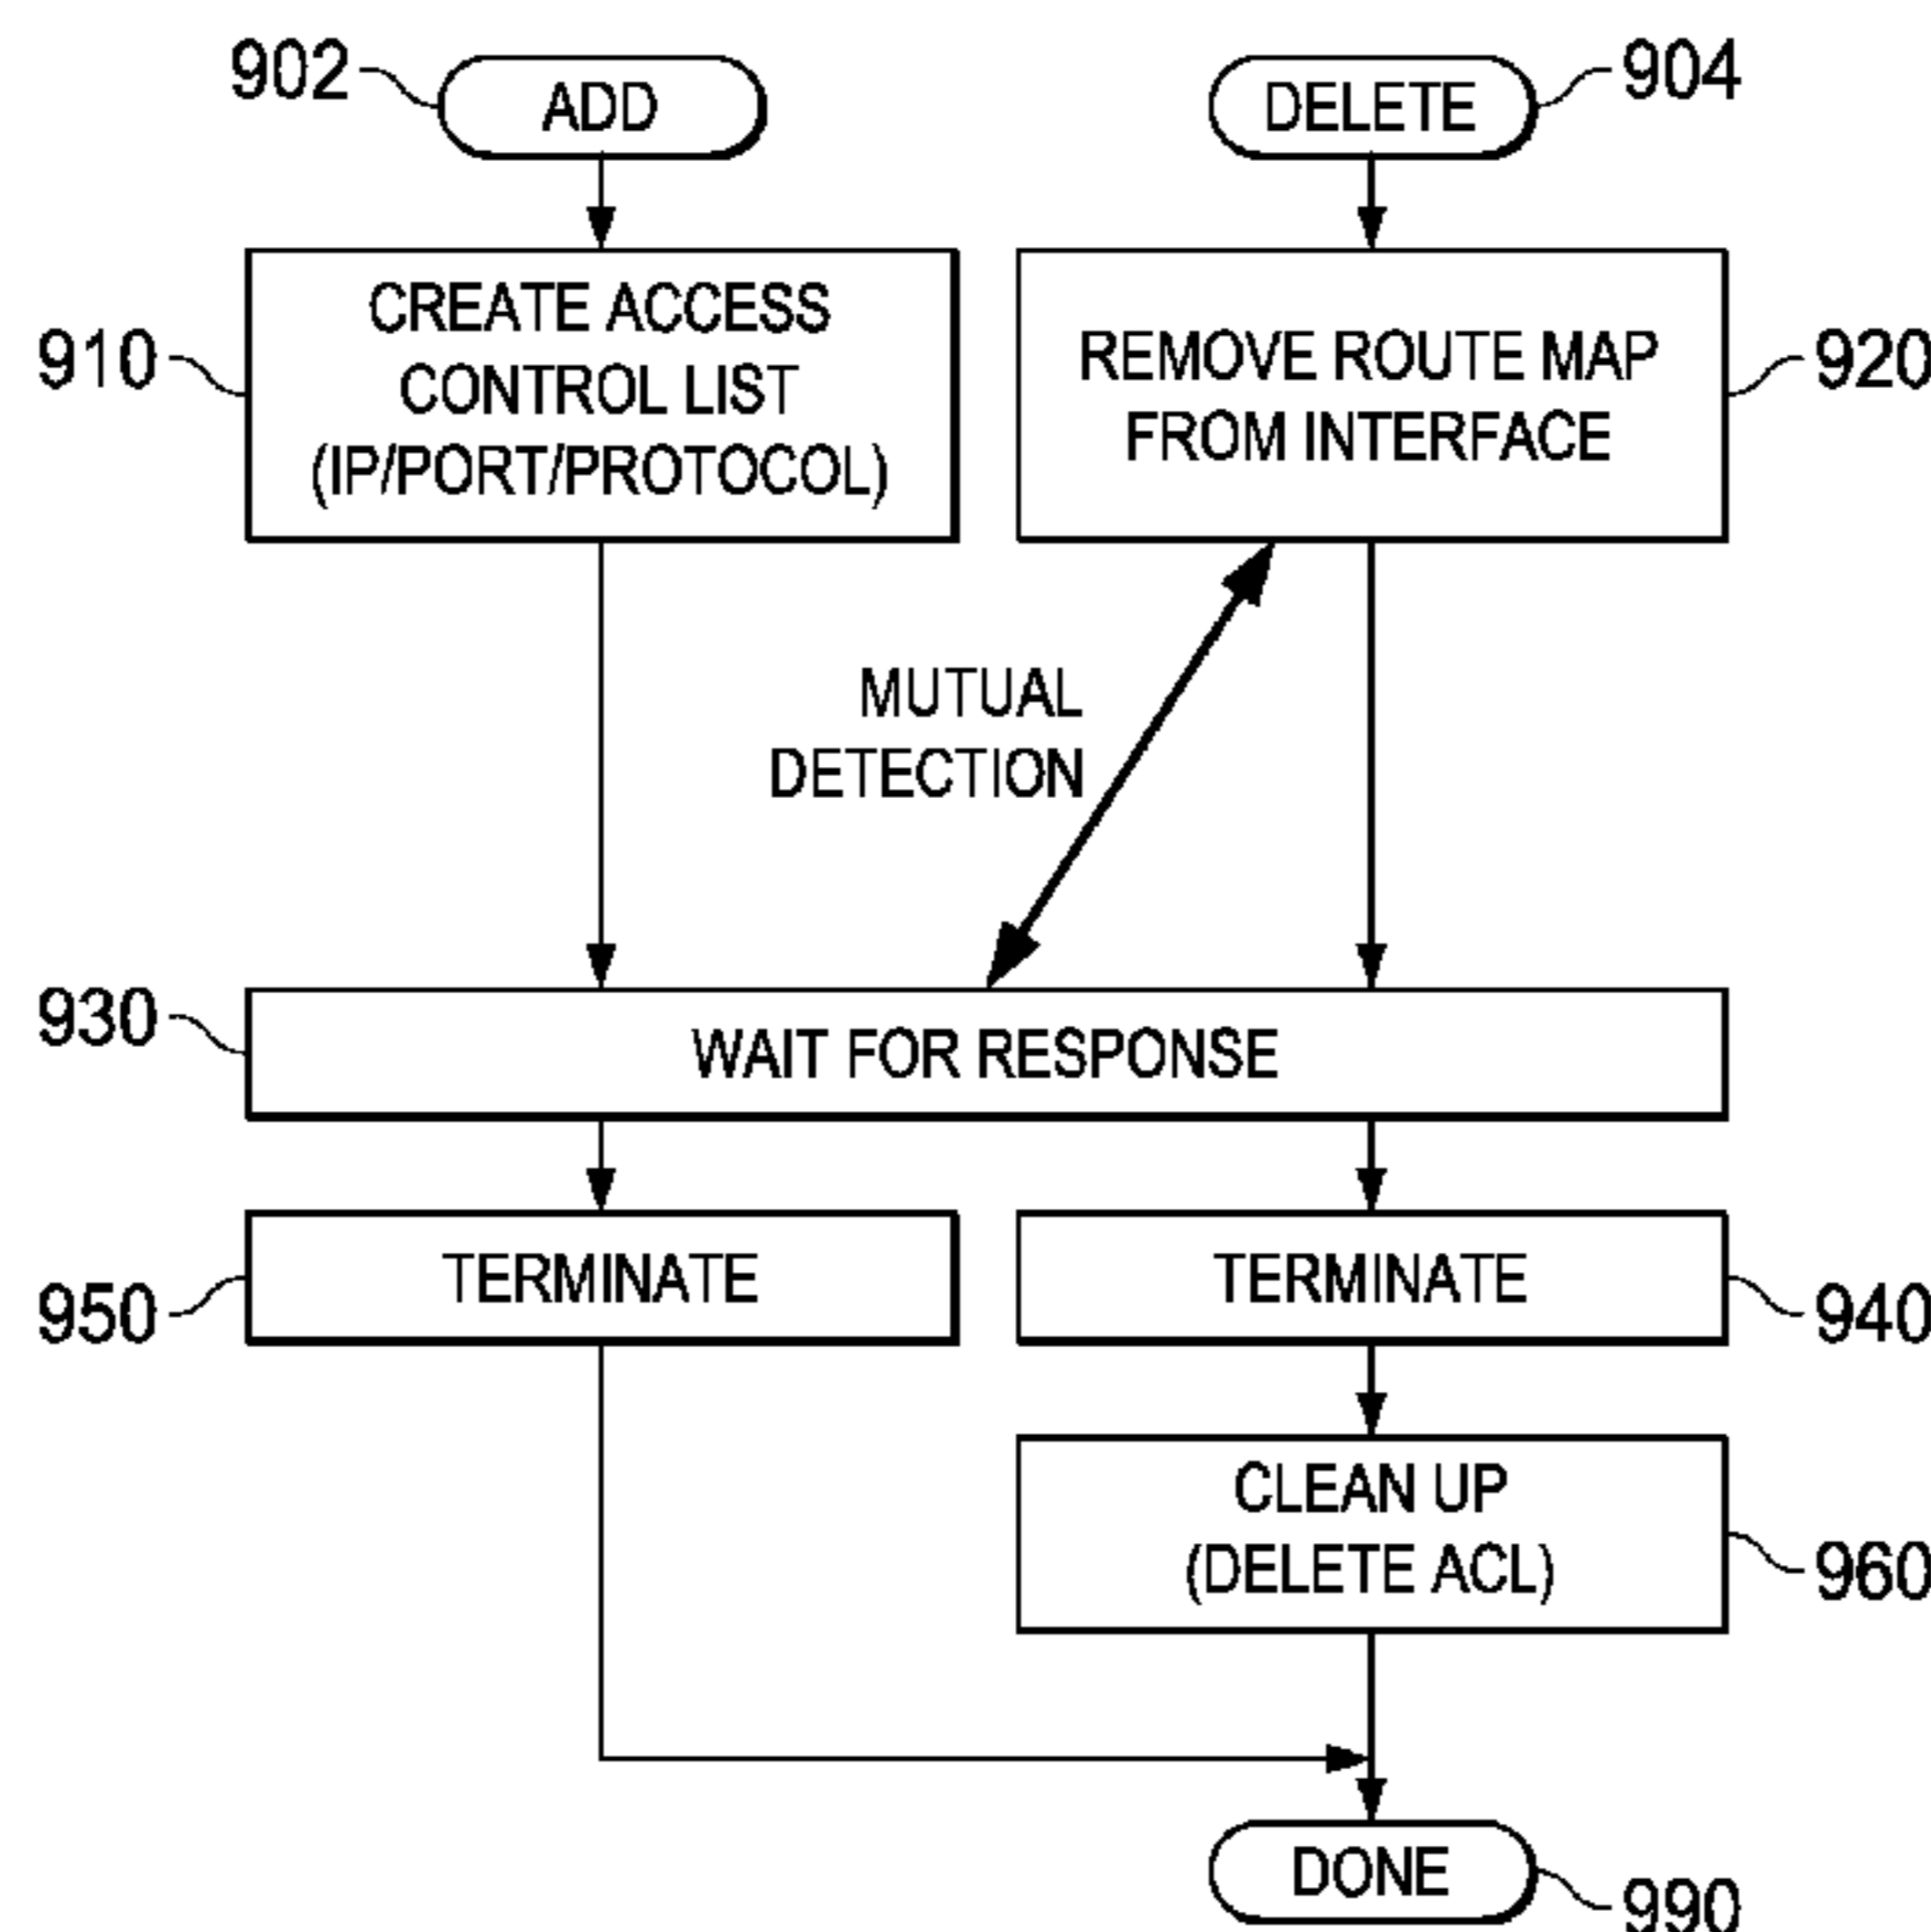 902
ADD
DELETE
904
910
CREATE ACCESS
CONTROL LIST
(IP/PORT/PROTOCOL)
REMOVE ROUTE MAP
FROM INTERFACE
920
MUTUAL
DETECTION
930
WAIT FOR RESPONSE
950
TERMINATE
TERMINATE
940
CLEAN UP
(DELETE ACL)
960
DONE
990